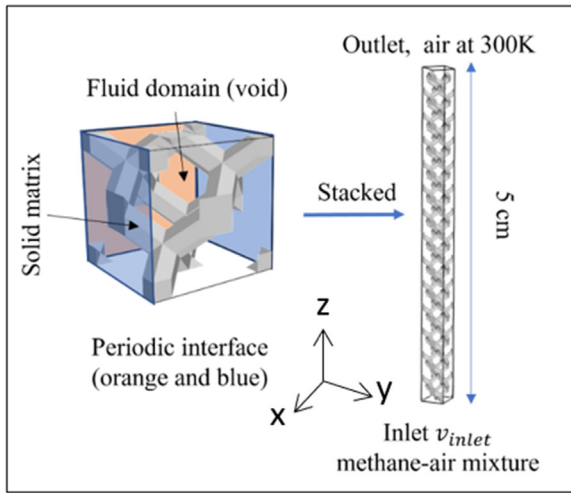 Outlet, air at 300K
Fluid domain (void)
Solid matrix
Stacked
5 cm
Periodic interface
(orange and blue)
z
y
x
Inlet v_inlet
methane-air mixture